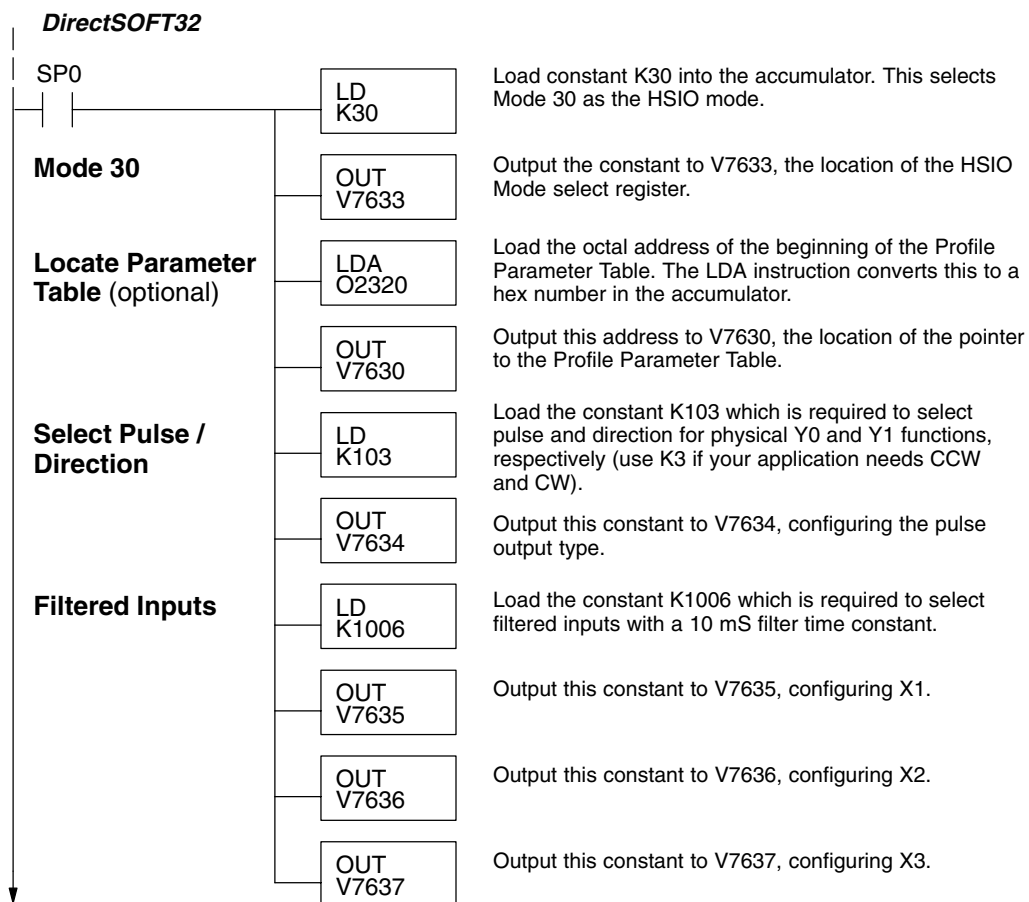 DirectSOFT32
SP0
LD
K30
Load constant K30 into the accumulator. This selects
Mode 30 as the HSIO mode.
Mode 30
OUT
V7633
Output the constant to V7633, the location of the HSIO
Mode select register.
Locate Parameter
Table (optional)
LDA
O2320
Load the octal address of the beginning of the Profile
Parameter Table. The LDA instruction converts this to a
hex number in the accumulator.
OUT
V7630
Output this address to V7630, the location of the pointer
to the Profile Parameter Table.
Select Pulse /
Direction
LD
K103
Load the constant K103 which is required to select
pulse and direction for physical Y0 and Y1 functions,
respectively (use K3 if your application needs CCW
and CW).
OUT
V7634
Output this constant to V7634, configuring the pulse
output type.
Filtered Inputs
LD
K1006
Load the constant K1006 which is required to select
filtered inputs with a 10 mS filter time constant.
OUT
V7635
Output this constant to V7635, configuring X1.
OUT
V7636
Output this constant to V7636, configuring X2.
OUT
V7637
Output this constant to V7637, configuring X3.